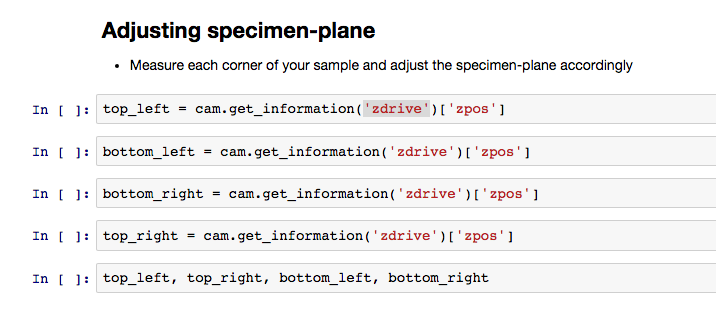 Adjusting specimen-plane
• Measure each corner of your sample and adjust the specimen-plane accordingly
In [ ]: top_left = cam.get_information('zdrive')['zpos']
In [ ]: bottom_left = cam.get_information('zdrive')['zpos']
In [ ]: bottom_right = cam.get_information('zdrive')['zpos']
In [ ]: top_right = cam.get_information('zdrive')['zpos']
In [ ]: top_left, top_right, bottom_left, bottom_right